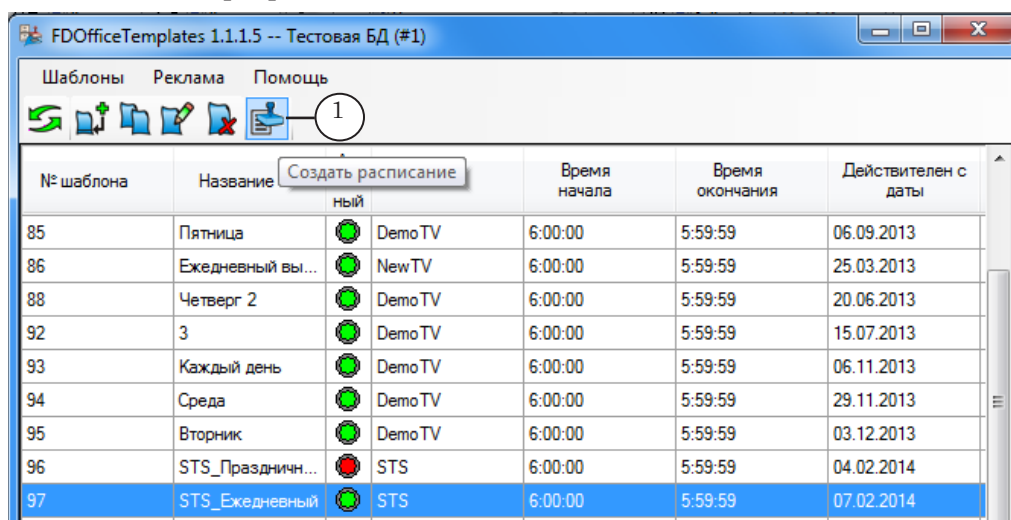 FDOfficeTemplates 1.1.1.5 -- Тестовая БД (#1)
Шаблоны Реклама Помощь
1
Создать расписание
№ шаблона Название ный Время начала Время окончания Действителен с даты
85 Пятница DemoTV 6:00:00 5:59:59 06.09.2013
86 Ежедневный вы... NewTV 6:00:00 5:59:59 25.03.2013
88 Четверг 2 DemoTV 6:00:00 5:59:59 20.06.2013
92 3 DemoTV 6:00:00 5:59:59 15.07.2013
93 Каждый день DemoTV 6:00:00 5:59:59 06.11.2013
94 Среда DemoTV 6:00:00 5:59:59 29.11.2013
95 Вторник DemoTV 6:00:00 5:59:59 03.12.2013
96 STS_Праздничн... STS 6:00:00 5:59:59 04.02.2014
97 STS_Ежедневный STS 6:00:00 5:59:59 07.02.2014